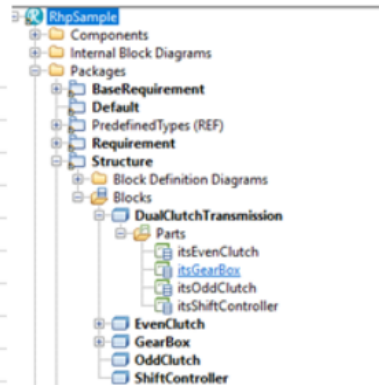 RhpSample
Components
Internal Block Diagrams
Packages
BaseRequirement
Default
PredefinedTypes (REF)
Requirement
Structure
Block Definition Diagrams
Blocks
DualClutchTransmission
Parts
itsEvenClutch
itsGearBox
itsOddClutch
itsShiftController
EvenClutch
GearBox
OddClutch
ShiftController